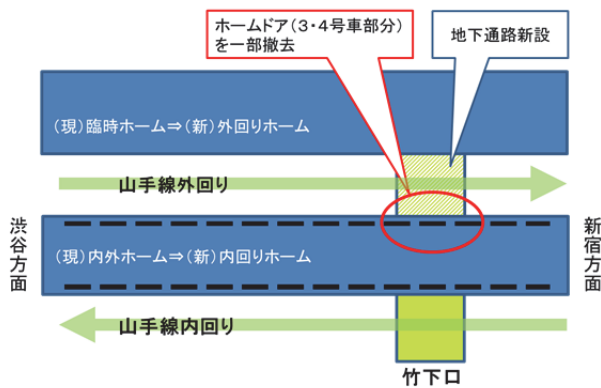 ホームドア(3・4号車部分)
を一部撤去
地下通路新設
(現)臨時ホーム⇒(新)外回りホーム
山手線外回り
渋谷方面
新宿方面
(現)内外ホーム⇒(新)内回りホーム
山手線内回り
竹下口